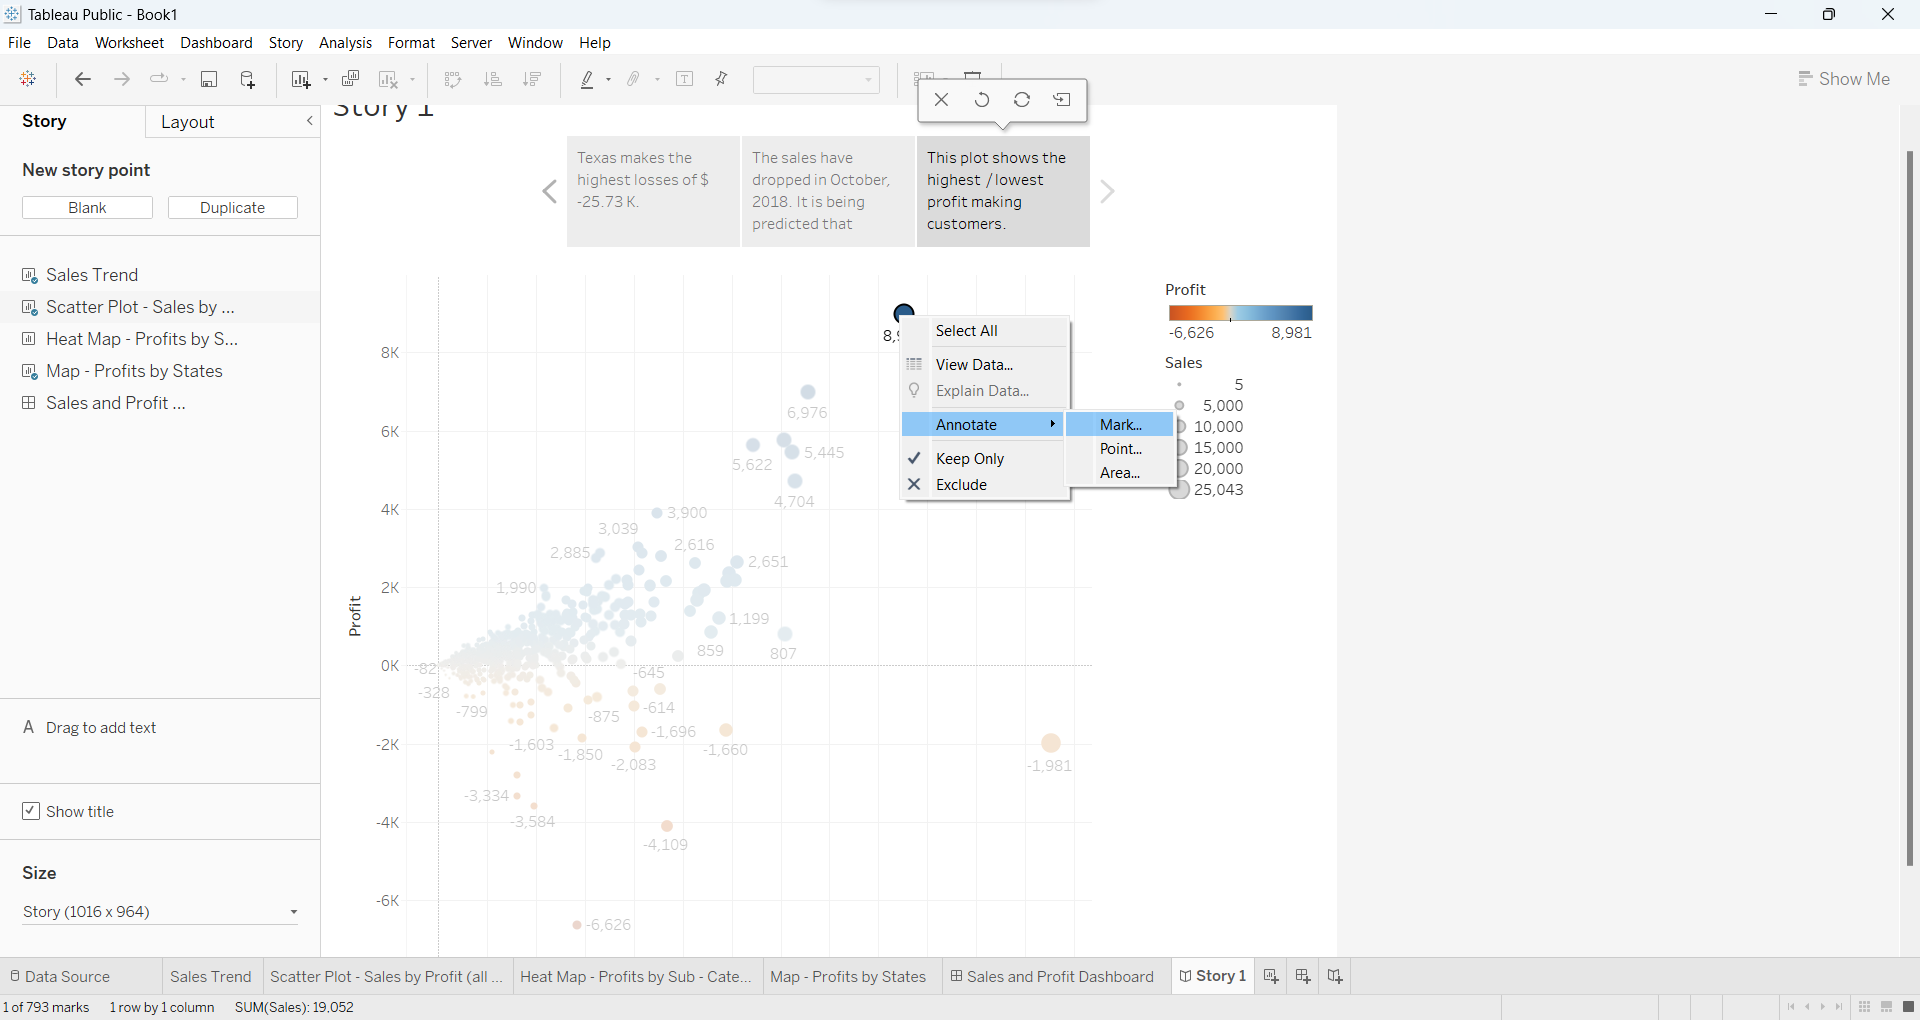 Tableau Public - Book1
File Data Worksheet Dashboard Story Analysis Format Server Window Help
Show Me
Story
Layout
Story 1
New story point
Blank
Duplicate
Sales Trend
Scatter Plot - Sales by ...
Heat Map - Profits by S...
Map - Profits by States
Sales and Profit ...
A Drag to add text
Show title
Size
Story (1016 x 964)
Texas makes the
highest losses of $
-25.73 K.
The sales have
dropped in October,
2018. It is being
predicted that
This plot shows the
highest /lowest
profit making
customers.
Profit
8K
6K
4K
2K
0K
-2K
-4K
-6K
6,976
5,445
5,622
4,704
3,900
3,039
2,616
2,885
2,651
1,990
1,199
859
807
-82
-645
-328
-799
-614
-875
-1,696
-1,603
-1,850
-1,660
-2,083
-1,981
-3,334
-3,584
-4,109
-6,626
Select All
View Data...
Explain Data...
Annotate
Keep Only
Exclude
Mark...
Point...
Area...
Profit
-6,626 8,981
Sales
5
5,000
10,000
15,000
20,000
25,043
Data Source
Sales Trend
Scatter Plot - Sales by Profit (all ...
Heat Map - Profits by Sub - Cate...
Map - Profits by States
Sales and Profit Dashboard
Story 1
1 of 793 marks 1 row by 1 column SUM(Sales): 19,052